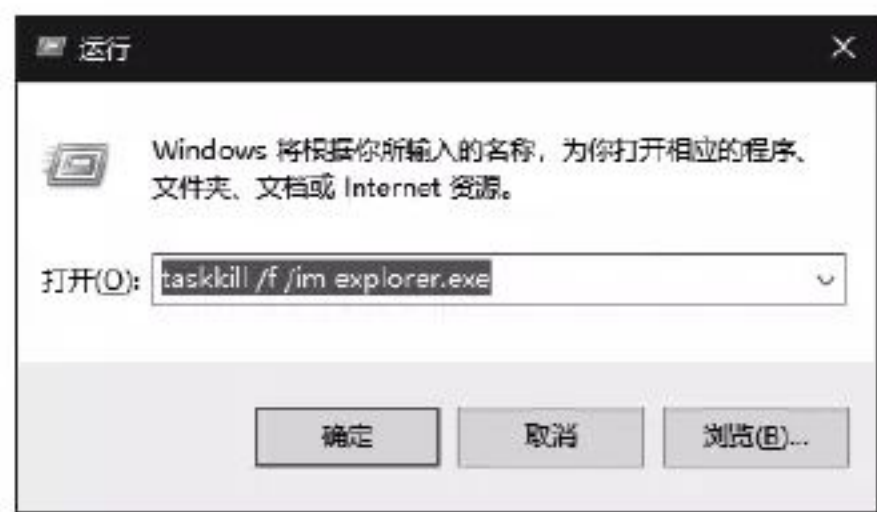 运行
Windows 将根据你所输入的名称，为你打开相应的程序、
文件夹、文档或 Internet 资源。
打开(O): taskkill /f /im explorer.exe
确定 取消 浏览(B)...